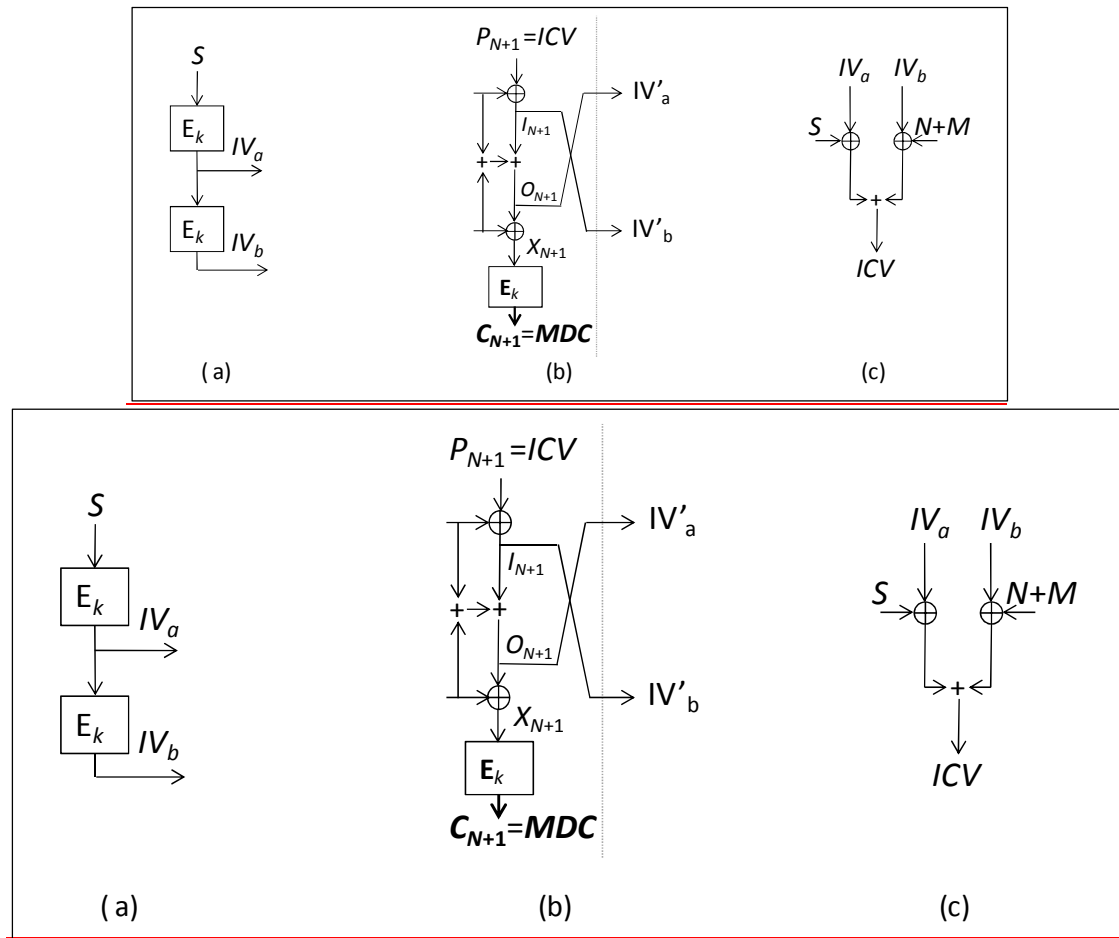 P_{N+1}=ICV
S
IV_a IV_b
IV'_a
E_k
I_{N+1}
S N+M
IV_a
+ + +
O_{N+1}
E_k
IV'_b
IV_b
X_{N+1}
ICV
E_k
C_{N+1}=MDC
( a) (b) (c)
P_{N+1}=ICV
S
IV_a IV_b
IV'_a
E_k
I_{N+1}
S N+M
IV_a
+ +
O_{N+1}
+
E_k
IV'_b
IV_b
X_{N+1}
E_k
ICV
C_{N+1}=MDC
( a) (b) (c)